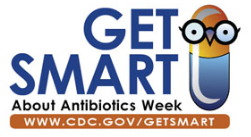 GET
SMART
About Antibiotics Week
WWW.CDC.GOV/GETSMART